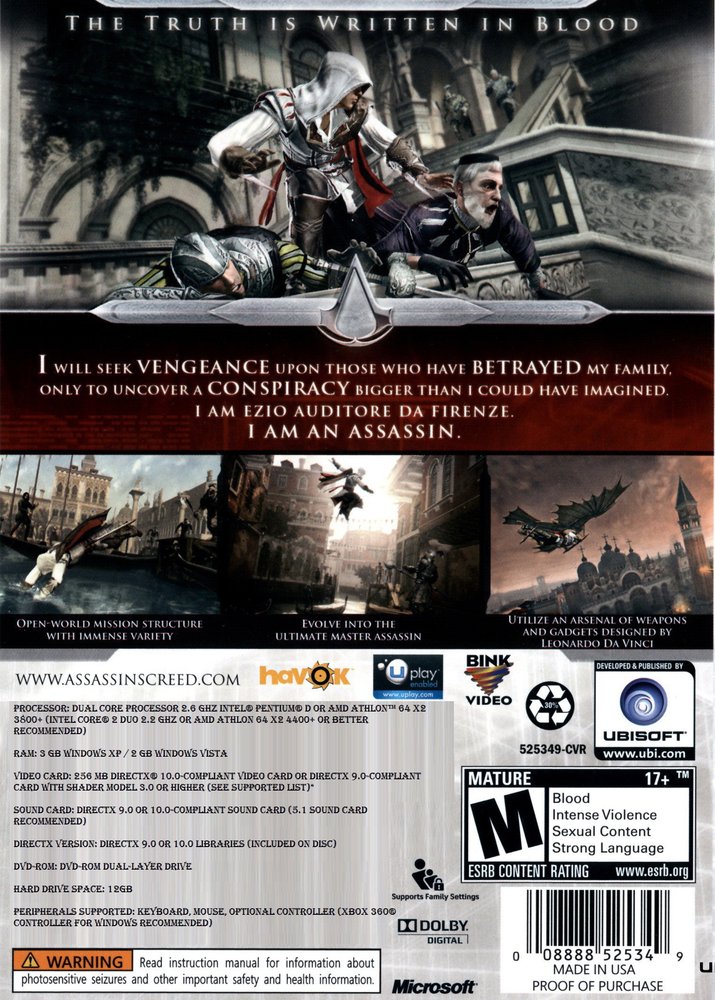 THE TRUTH IS WRITTEN IN BLOOD
I WILL SEEK VENGEANCE UPON THOSE WHO HAVE BETRAYED MY FAMILY,
ONLY TO UNCOVER A CONSPIRACY BIGGER THAN I COULD HAVE IMAGINED.
I AM EZIO AUDITORE DA FIRENZE.
I AM AN ASSASSIN.
OPEN-WORLD MISSION STRUCTURE
WITH IMMENSE VARIETY
EVOLVE INTO THE
ULTIMATE MASTER ASSASSIN
UTILIZE AN ARSENAL OF WEAPONS
AND GADGETS DESIGNED BY
LEONARDO DA VINCI
WWW.ASSASSINSCREED.COM
havok
U play
enabled
www.uplay.com
BINK
VIDEO
30%
525349-CVR
DEVELOPED & PUBLISHED BY
UBISOFT
www.ubi.com
PROCESSOR: DUAL CORE PROCESSOR 2.6 GHZ INTEL® PENTIUM® D OR AMD ATHLON™ 64 X2
3800+ (INTEL CORE® 2 DUO 2.2 GHZ OR AMD ATHLON 64 X2 4400+ OR BETTER
RECOMMENDED)
RAM: 3 GB WINDOWS XP / 2 GB WINDOWS VISTA
VIDEO CARD: 256 MB DIRECTX® 10.0-COMPLIANT VIDEO CARD OR DIRECTX 9.0-COMPLIANT
CARD WITH SHADER MODEL 3.0 OR HIGHER (SEE SUPPORTED LIST)*
SOUND CARD: DIRECTX 9.0 OR 10.0-COMPLIANT SOUND CARD (5.1 SOUND CARD
RECOMMENDED)
DIRECTX VERSION: DIRECTX 9.0 OR 10.0 LIBRARIES (INCLUDED ON DISC)
DVD-ROM: DVD-ROM DUAL-LAYER DRIVE
HARD DRIVE SPACE: 12GB
PERIPHERALS SUPPORTED: KEYBOARD, MOUSE, OPTIONAL CONTROLLER (XBOX 360®
CONTROLLER FOR WINDOWS RECOMMENDED)
MATURE 17+ ™
M
Blood
Intense Violence
Sexual Content
Strong Language
ESRB CONTENT RATING www.esrb.org
Supports Family Settings
DOLBY
DIGITAL
Microsoft
WARNING Read instruction manual for information about
photosensitive seizures and other important safety and health information.
0 08888 52534 9
MADE IN USA
PROOF OF PURCHASE